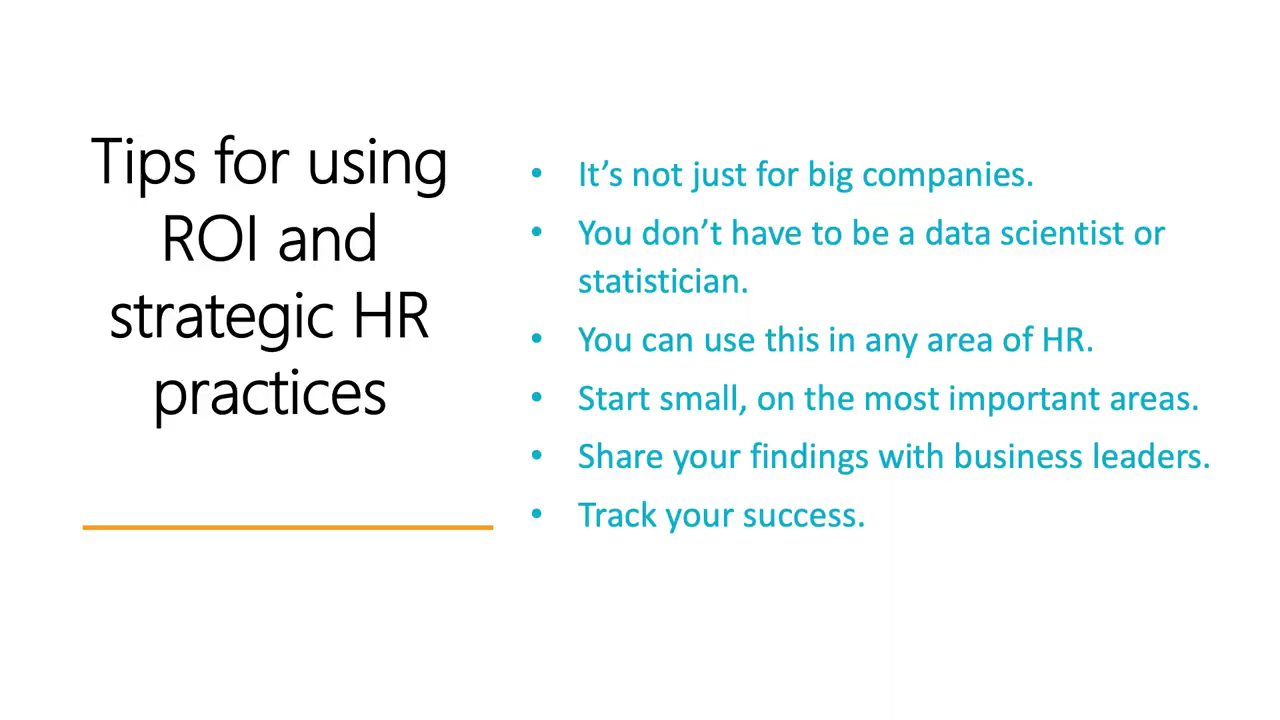 Tips for using
ROI and
strategic HR
practices
• It’s not just for big companies.
• You don’t have to be a data scientist or
statistician.
• You can use this in any area of HR.
• Start small, on the most important areas.
• Share your findings with business leaders.
• Track your success.